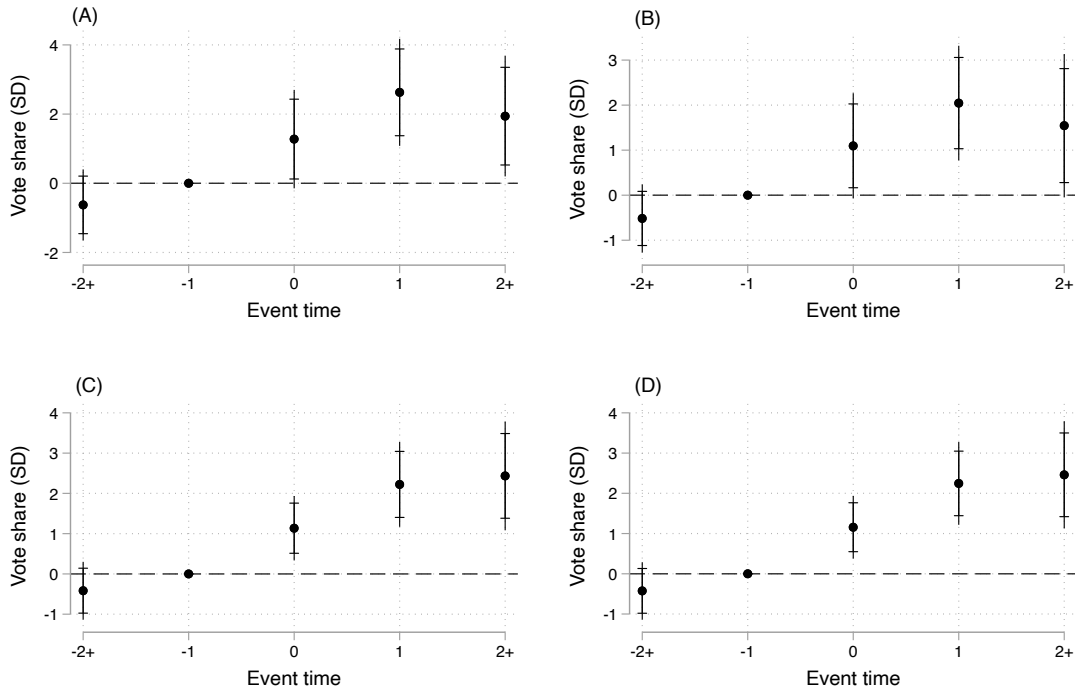 (A)
Vote share (SD)
4
2
0
-2
-2+ -1 0 1 2+
Event time
(B)
Vote share (SD)
3
2
1
0
-1
-2+ -1 0 1 2+
Event time
(C)
Vote share (SD)
4
3
2
1
0
-1
-2+ -1 0 1 2+
Event time
(D)
Vote share (SD)
4
3
2
1
0
-1
-2+ -1 0 1 2+
Event time